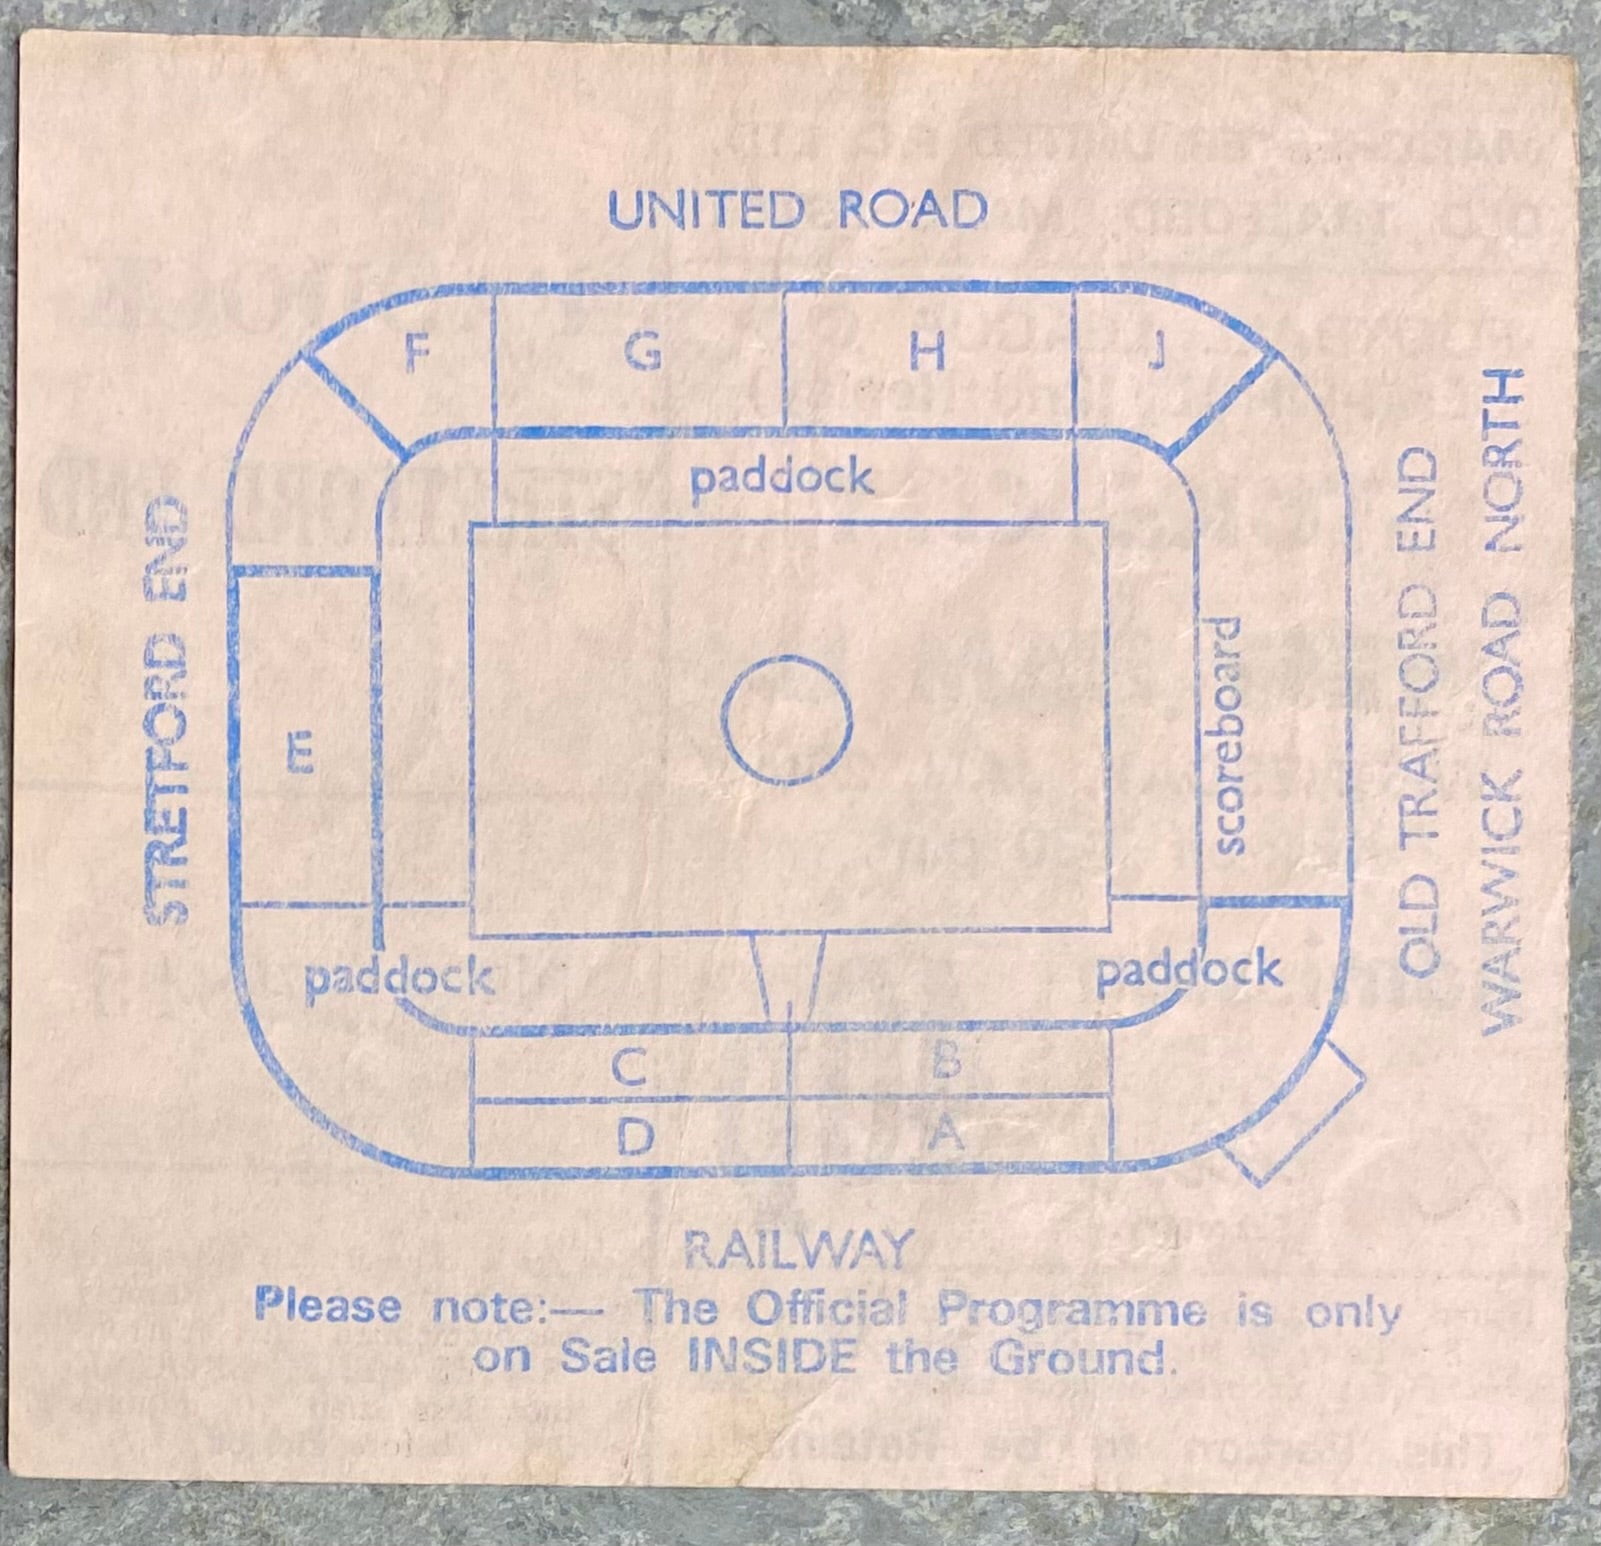 UNITED ROAD
F G H J
paddock
STRETFORD END
E
scoreboard
OLD TRAFFORD END
WARWICK ROAD NORTH
paddock paddock
C B
D A
RAILWAY
Please note:— The Official Programme is only
on Sale INSIDE the Ground.